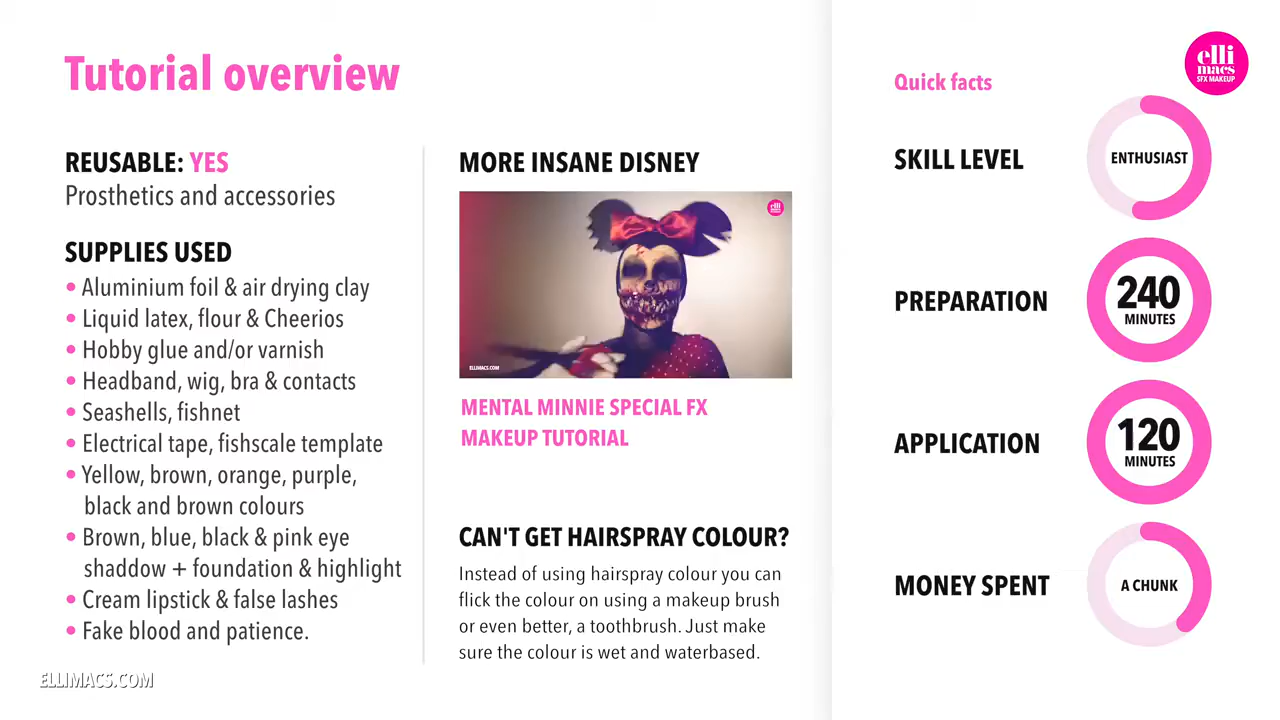 Tutorial overview
REUSABLE: YES
Prosthetics and accessories
SUPPLIES USED
• Aluminium foil & air drying clay
• Liquid latex, flour & Cheerios
• Hobby glue and/or varnish
• Headband, wig, bra & contacts
• Seashells, fishnet
• Electrical tape, fishscale template
• Yellow, brown, orange, purple,
black and brown colours
• Brown, blue, black & pink eye
shaddow + foundation & highlight
• Cream lipstick & false lashes
• Fake blood and patience.
ELLIMACS.COM
MORE INSANE DISNEY
elli
macs
ELLIMACS.COM
MENTAL MINNIE SPECIAL FX
MAKEUP TUTORIAL
CAN'T GET HAIRSPRAY COLOUR?
Instead of using hairspray colour you can
flick the colour on using a makeup brush
or even better, a toothbrush. Just make
sure the colour is wet and waterbased.
elli
macs
SFX MAKEUP
Quick facts
SKILL LEVEL
ENTHUSIAST
PREPARATION
240
MINUTES
APPLICATION
120
MINUTES
MONEY SPENT
A CHUNK